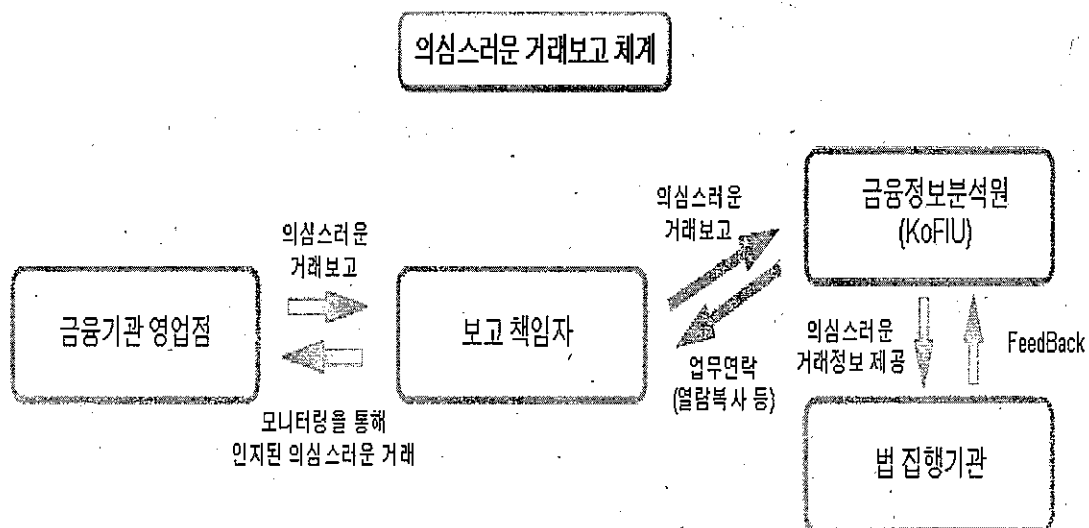 의심스러운 거래보고 체계
금융정보분석원
(KoFIU)
의심스러운
거래보고
의심스러운
거래보고
금융기관 영업점
보고 책임자
업무연락
(열람복사 등)
의심스러운
거래정보 제공
FeedBack
모니터링을 통해
인지된 의심스러운 거래
법 집행기관